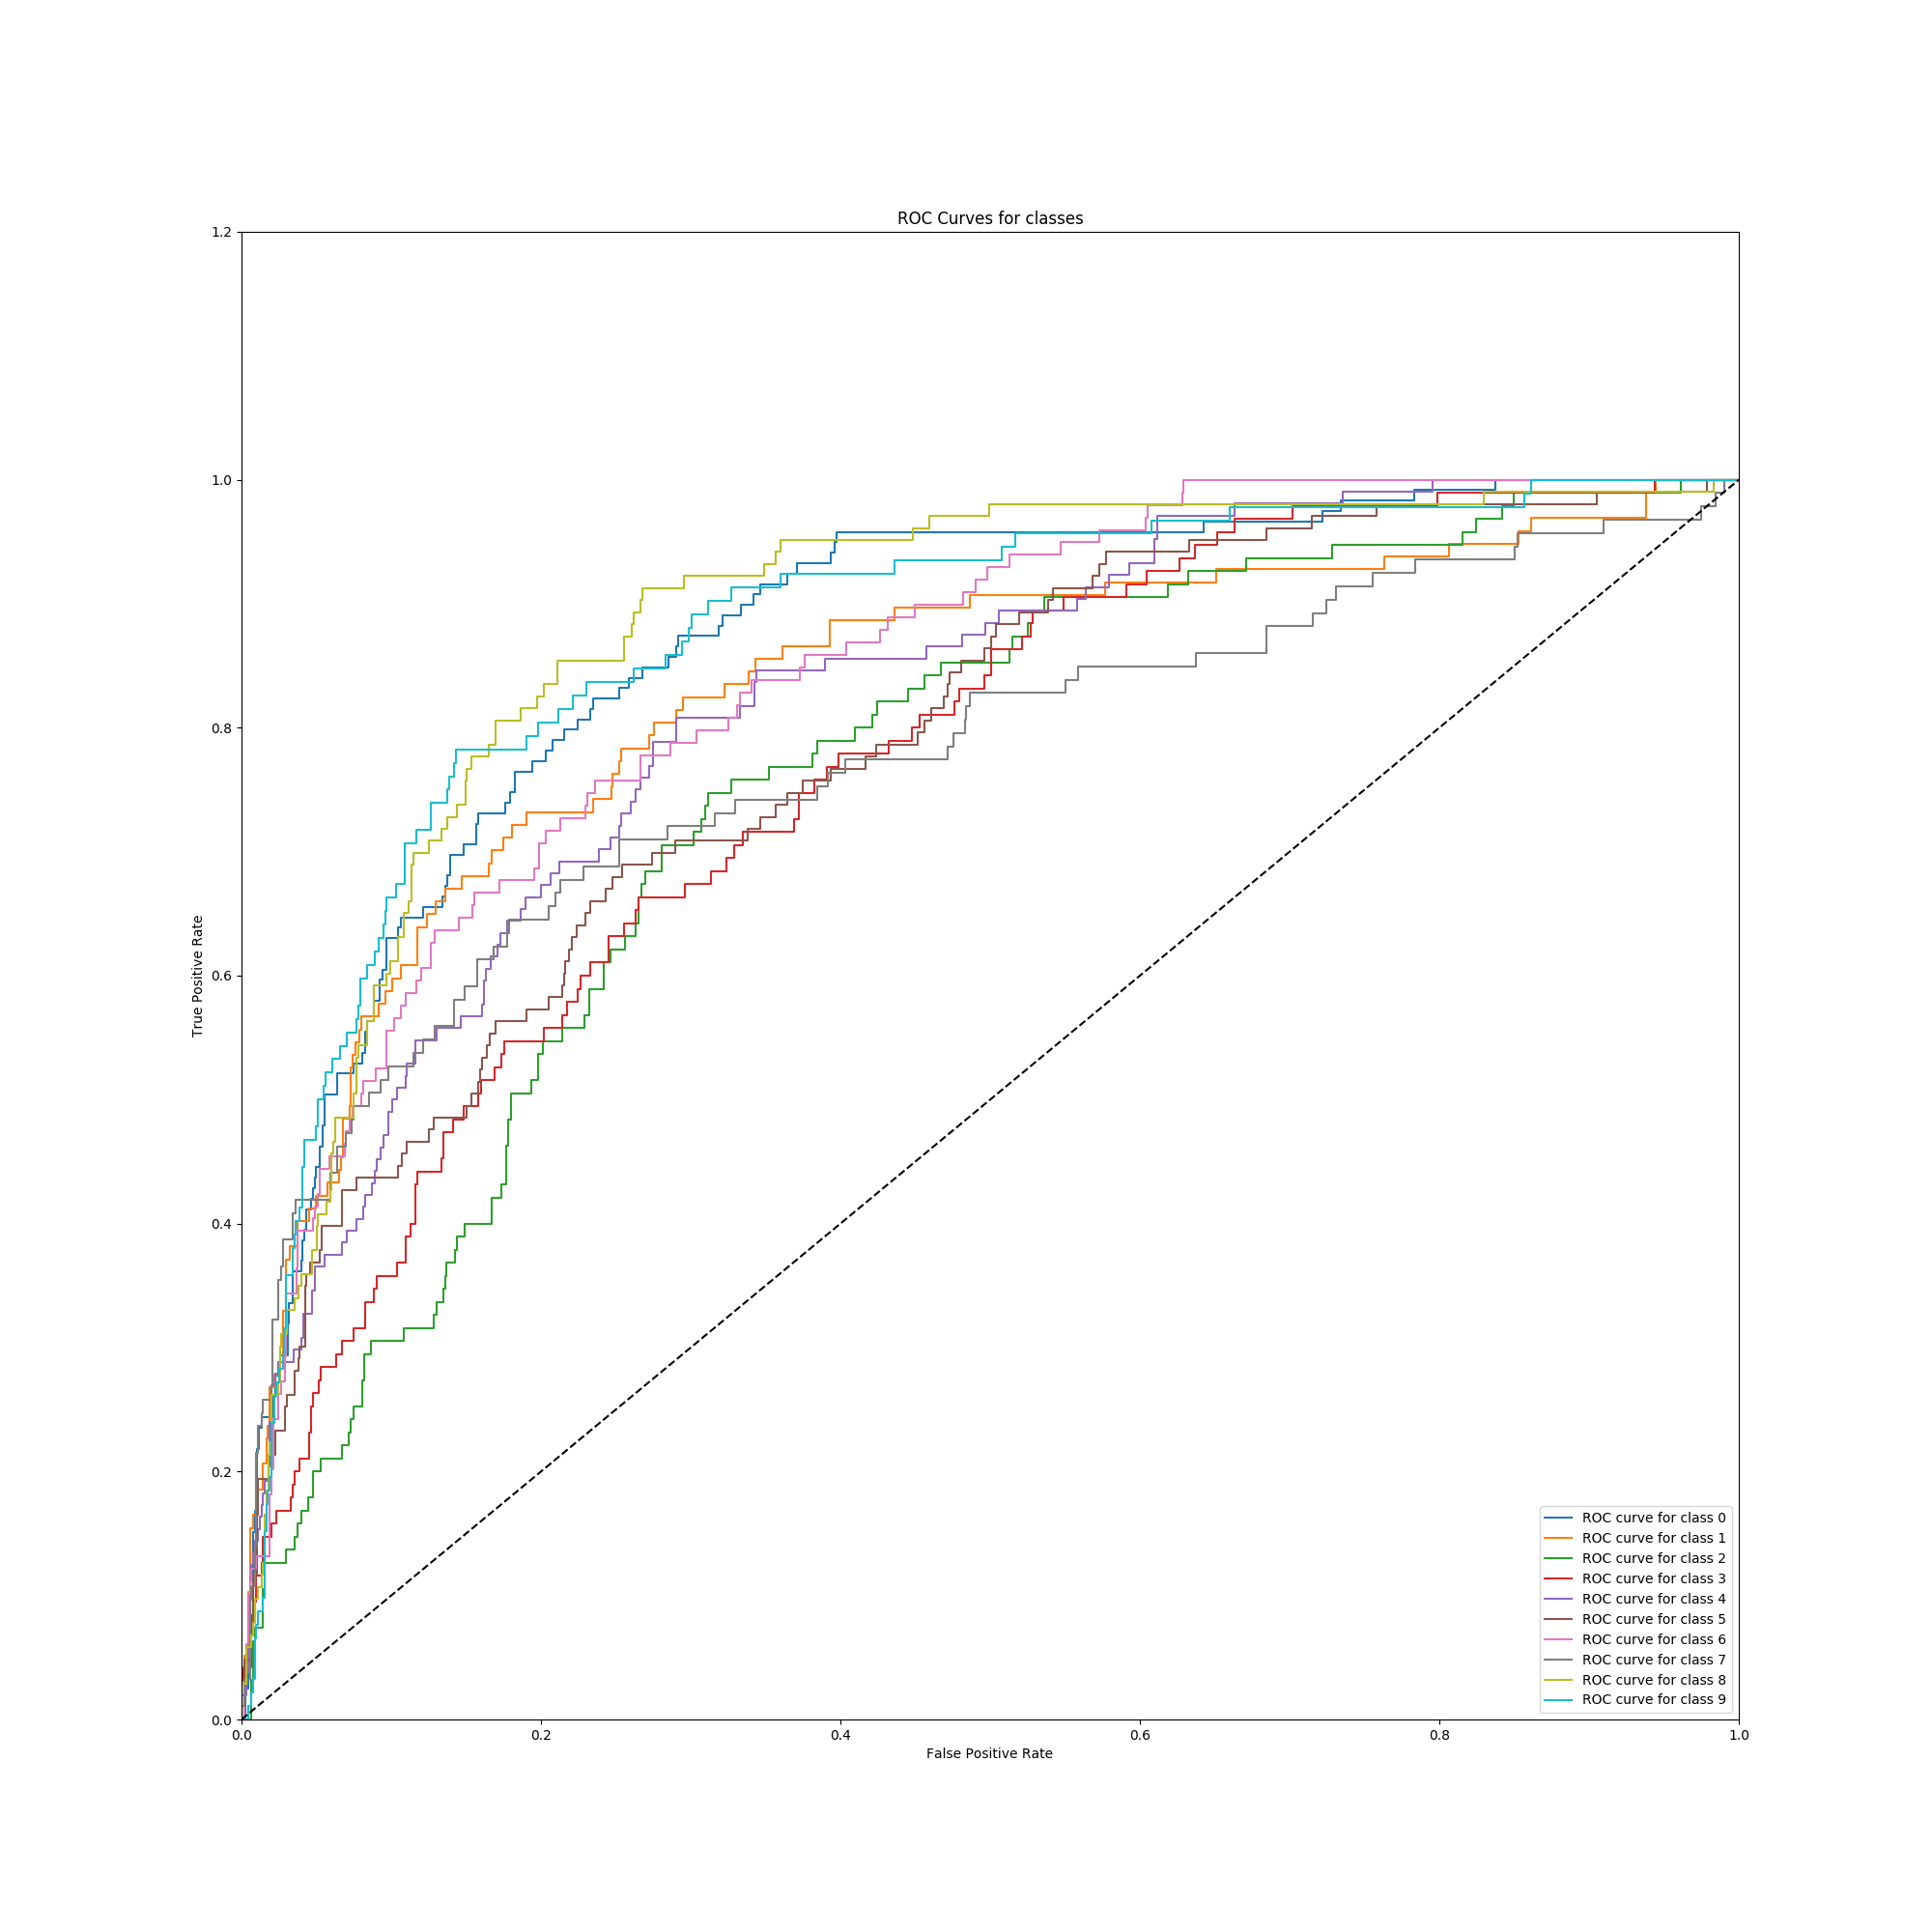 ROC Curves for classes
1.2
1.0
0.8
0.6
0.4
0.2
0.0
True Positive Rate
0.0 0.2 0.4 0.6 0.8 1.0
False Positive Rate
ROC curve for class 0
ROC curve for class 1
ROC curve for class 2
ROC curve for class 3
ROC curve for class 4
ROC curve for class 5
ROC curve for class 6
ROC curve for class 7
ROC curve for class 8
ROC curve for class 9